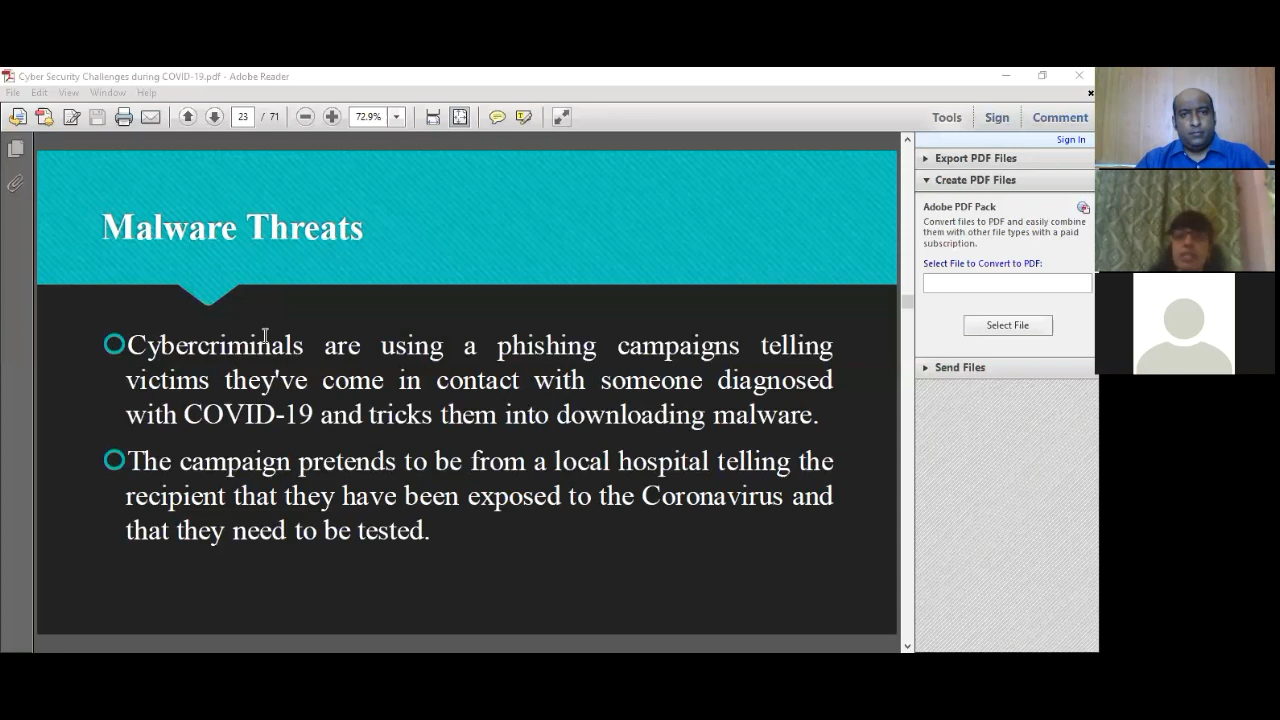 Cyber Security Challenges during COVID-19.pdf - Adobe Reader
File Edit View Window Help
23 / 71 72.9% Tools Sign Comment
Sign In
Export PDF Files
Create PDF Files
Adobe PDF Pack
Convert files to PDF and easily combine
them with other file types with a paid
subscription.
Select File to Convert to PDF:
Select File
Send Files
Malware Threats
Cybercriminals are using a phishing campaigns telling
victims they've come in contact with someone diagnosed
with COVID-19 and tricks them into downloading malware.
The campaign pretends to be from a local hospital telling the
recipient that they have been exposed to the Coronavirus and
that they need to be tested.